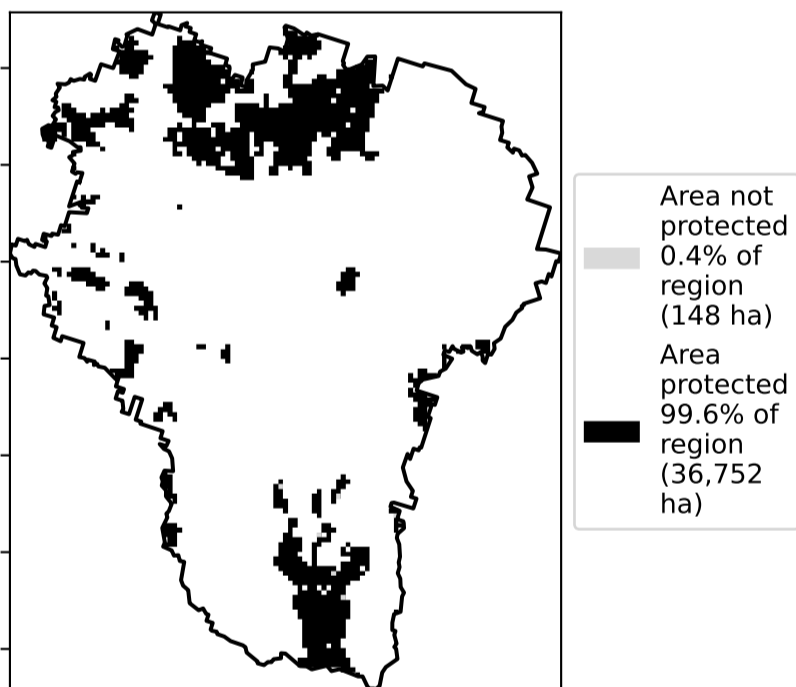 Area not
protected
0.4% of
region
(148 ha)
Area
protected
99.6% of
region
(36,752
ha)